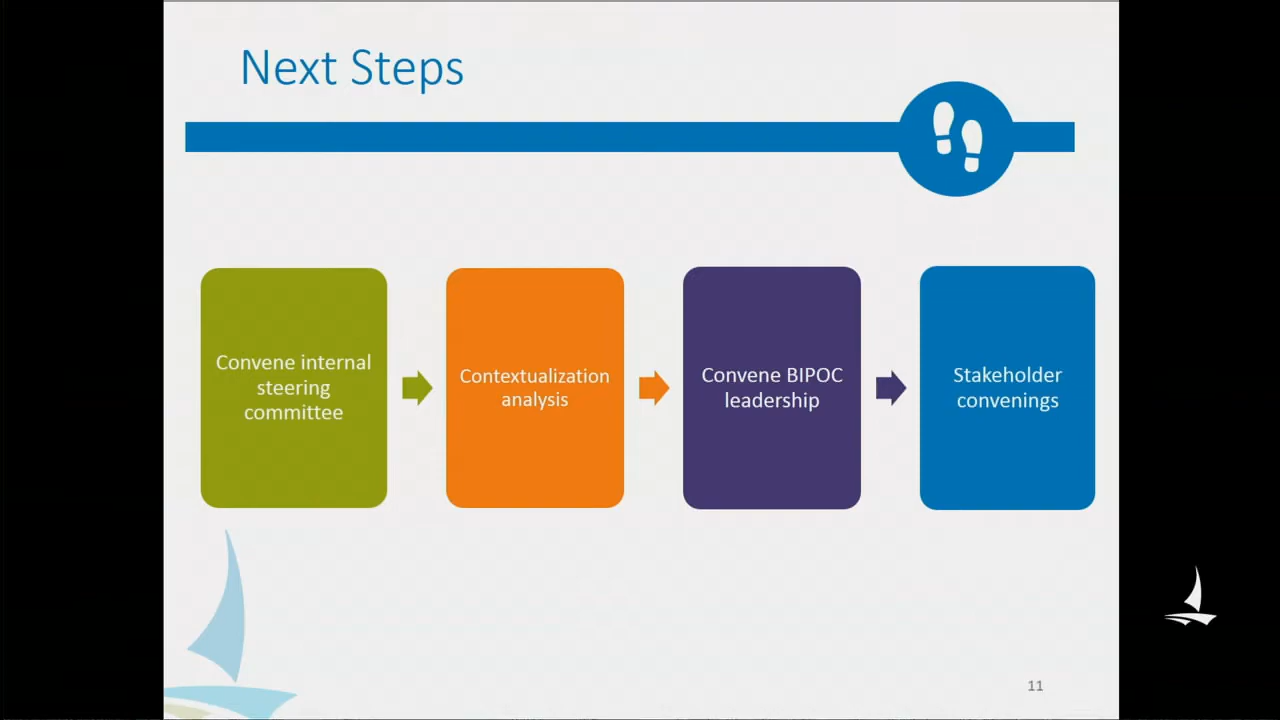 Next Steps
Convene internal
steering
committee
Contextualization
analysis
Convene BIPOC
leadership
Stakeholder
convenings
11